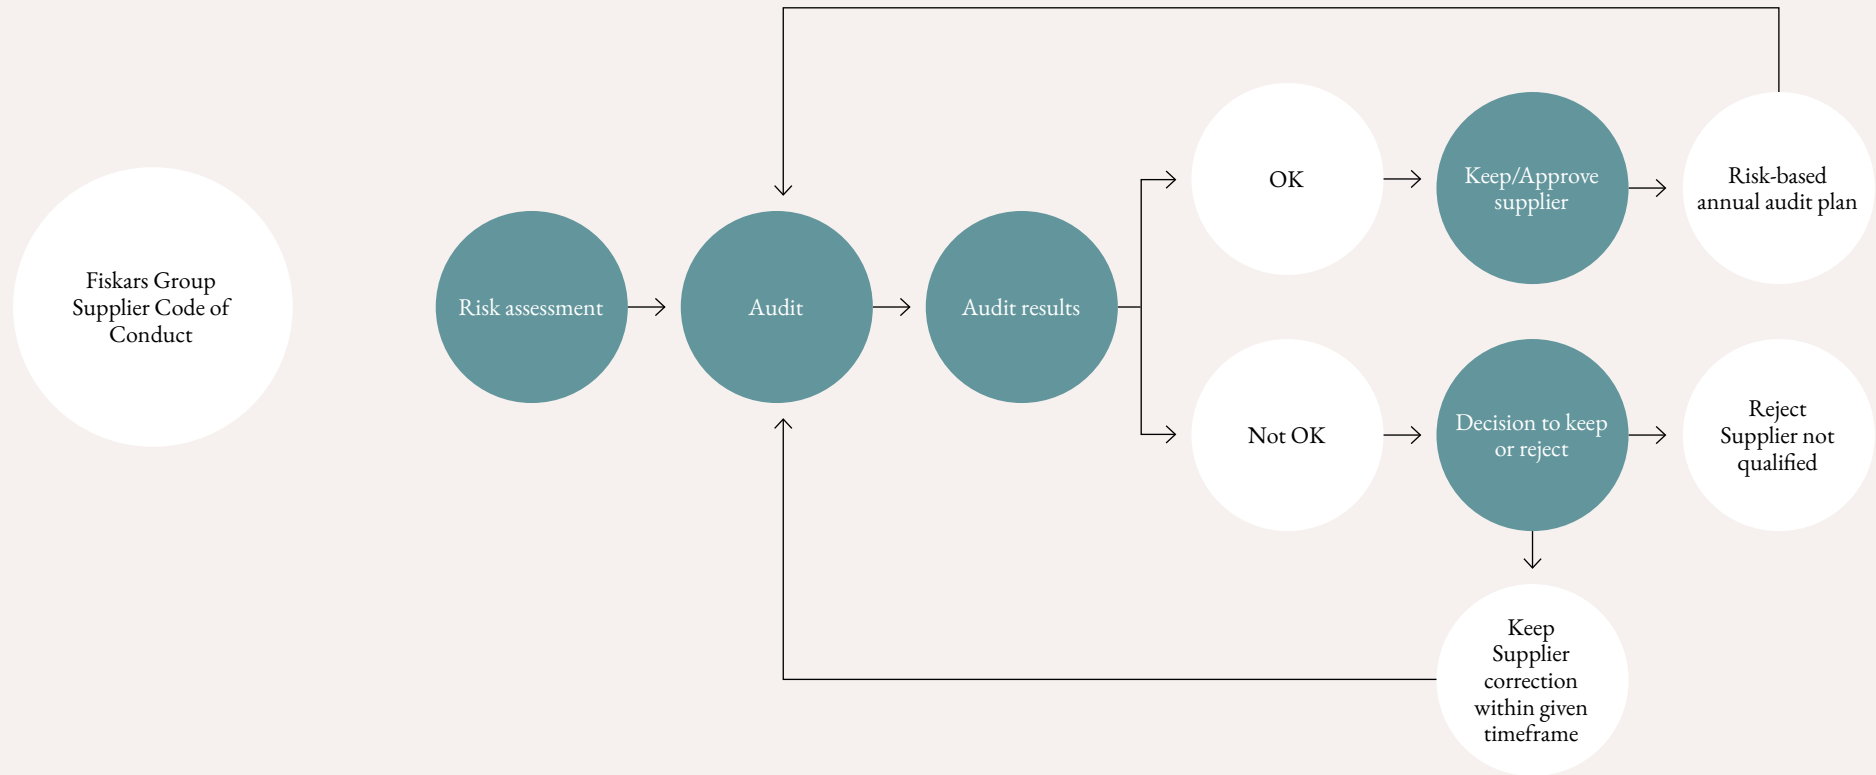 Fiskars Group
Supplier Code of
Conduct
Risk assessment
Audit
Audit results
OK
Keep/Approve
supplier
Risk-based
annual audit plan
Not OK
Decision to keep
or reject
Reject
Supplier not
qualified
Keep
Supplier
correction
within given
timeframe